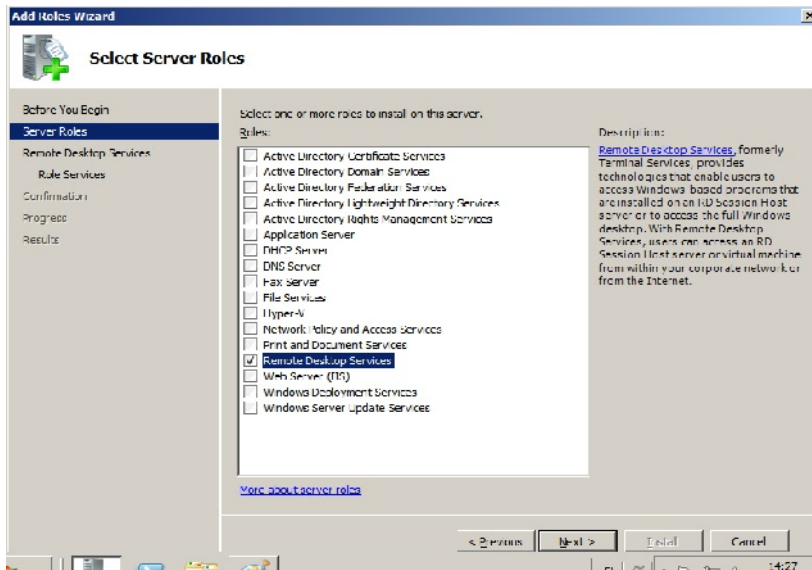 Add Roles Wizard
Select Server Roles
Before You Begin
Server Roles
Remote Desktop Services
Role Services
Confirmation
Progress
Results
Select one or more roles to install on this server.
Roles:
Active Directory Certificate Services
Active Directory Domain Services
Active Directory Federation Services
Active Directory Lightweight Directory Services
Active Directory Rights Management Services
Application Server
DHCP Server
DNS Server
Fax Server
File Services
Hyper-V
Network Policy and Access Services
Print and Document Services
Remote Desktop Services
Web Server (IIS)
Windows Deployment Services
Windows Server Update Services
More about server roles
Description:
Remote Desktop Services, formerly
Terminal Services, provides
technologies that enable users to
access Windows-based programs that
are installed on an RD Session Host
server or to access the full Windows
desktop. With Remote Desktop
Services, users can access an RD
Session Host server or virtual machine
from within your corporate network or
from the Internet.
< Previous
Next >
Install
Cancel
14:27